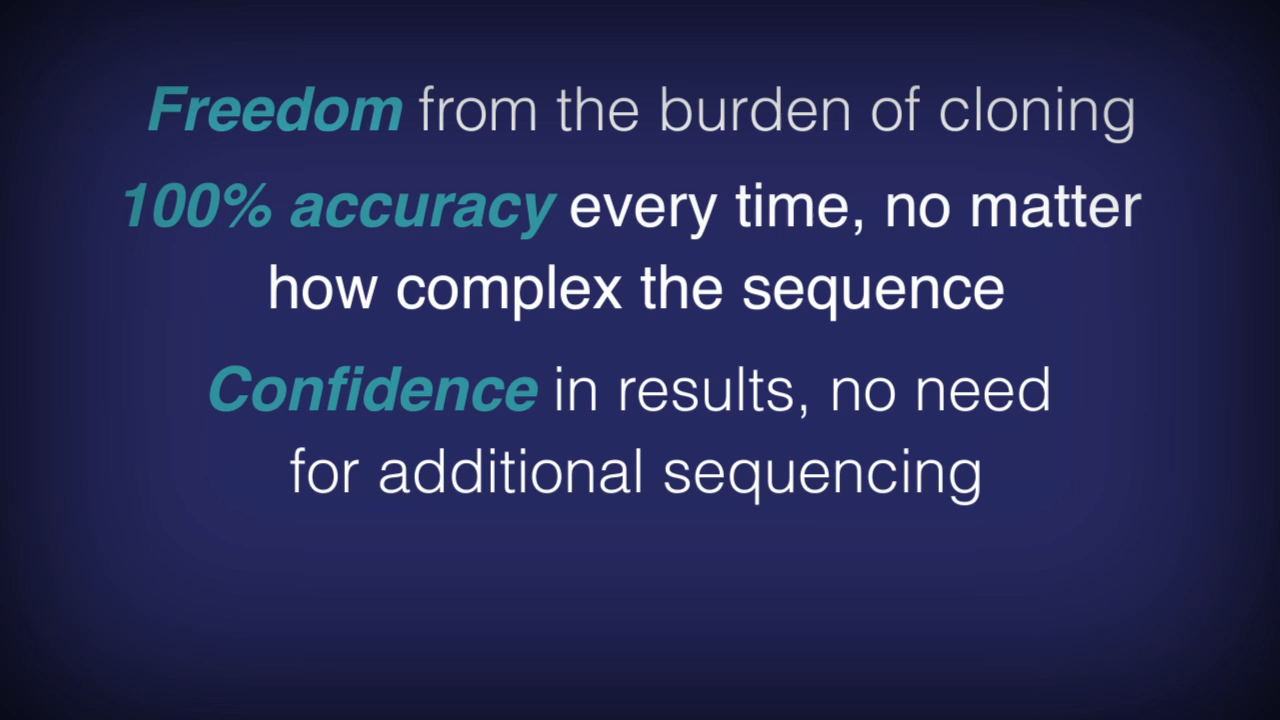 Freedom from the burden of cloning
100% accuracy every time, no matter
how complex the sequence
Confidence in results, no need
for additional sequencing